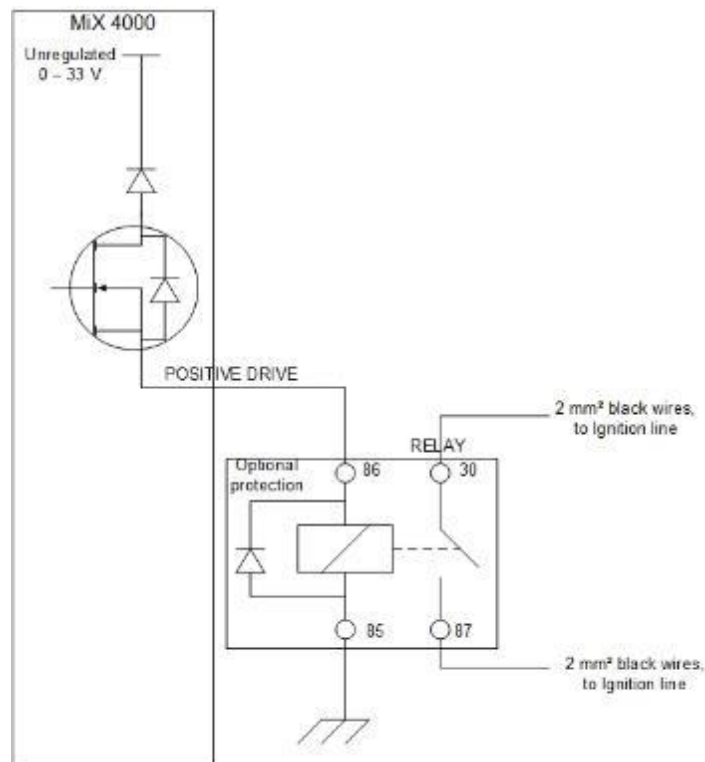 MiX 4000
Unregulated
0 – 33 V
POSITIVE DRIVE
2 mm² black wires,
to Ignition line
RELAY
Optional
protection
86
30
85
87
2 mm² black wires,
to Ignition line